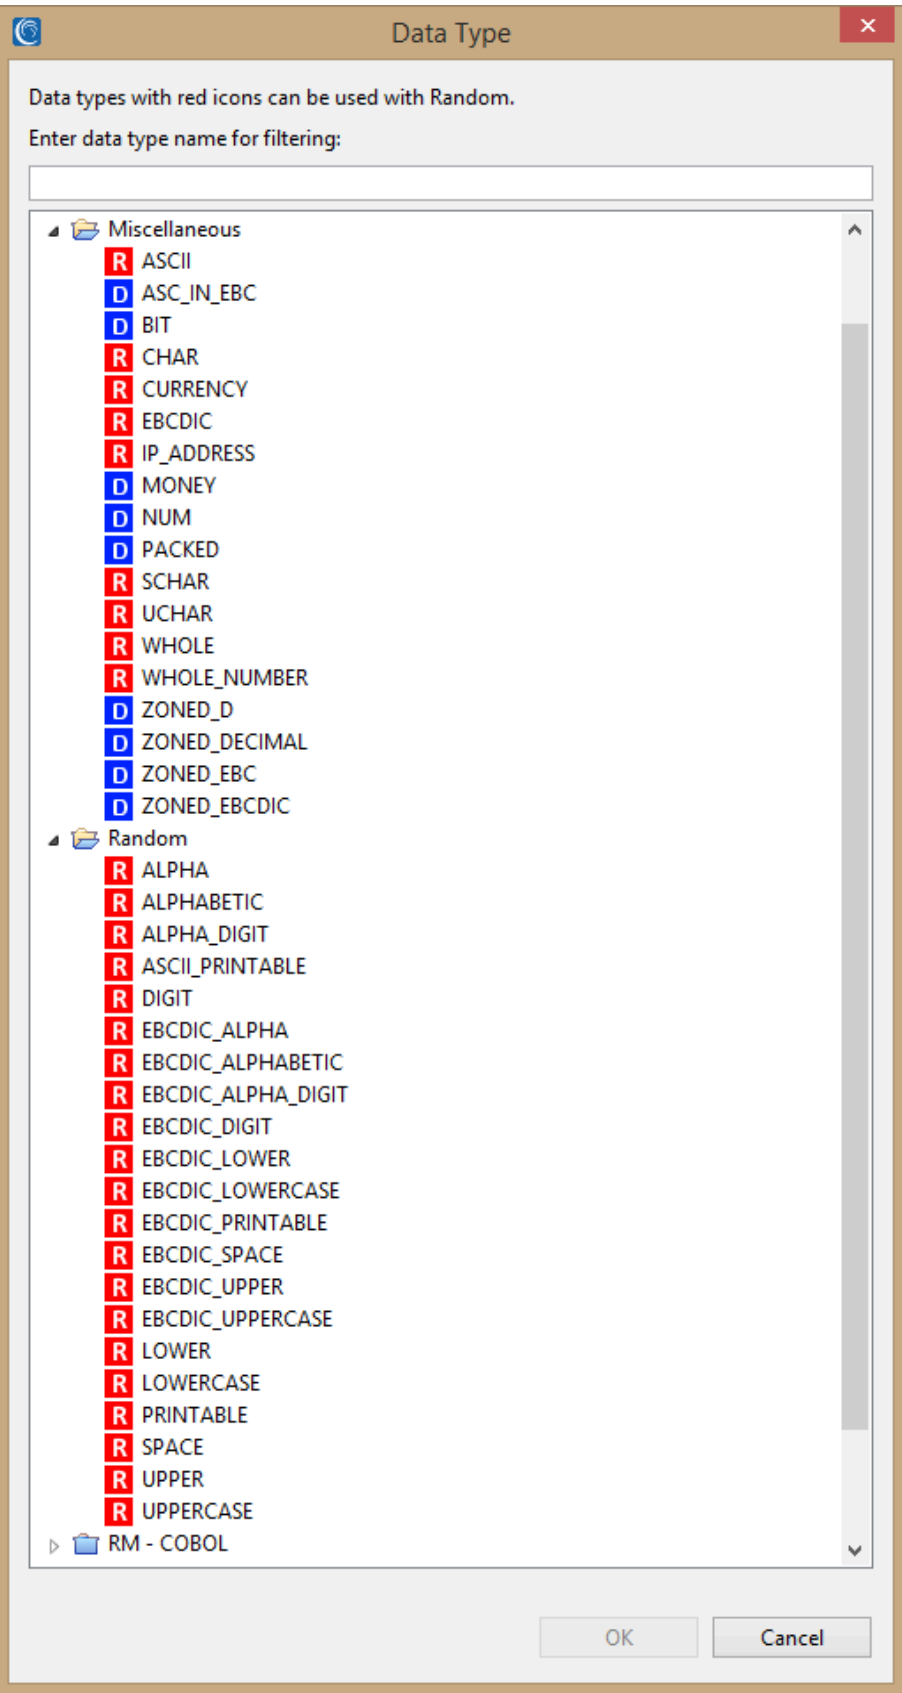 Data Type
Data types with red icons can be used with Random.
Enter data type name for filtering:
Miscellaneous
R ASCII
D ASC_IN_EBC
D BIT
R CHAR
R CURRENCY
R EBCDIC
R IP_ADDRESS
D MONEY
D NUM
D PACKED
R SCHAR
R UCHAR
R WHOLE
R WHOLE_NUMBER
D ZONED_D
D ZONED_DECIMAL
D ZONED_EBC
D ZONED_EBCDIC
Random
R ALPHA
R ALPHABETIC
R ALPHA_DIGIT
R ASCII_PRINTABLE
R DIGIT
R EBCDIC_ALPHA
R EBCDIC_ALPHABETIC
R EBCDIC_ALPHA_DIGIT
R EBCDIC_DIGIT
R EBCDIC_LOWER
R EBCDIC_LOWERCASE
R EBCDIC_PRINTABLE
R EBCDIC_SPACE
R EBCDIC_UPPER
R EBCDIC_UPPERCASE
R LOWER
R LOWERCASE
R PRINTABLE
R SPACE
R UPPER
R UPPERCASE
RM - COBOL
OK Cancel